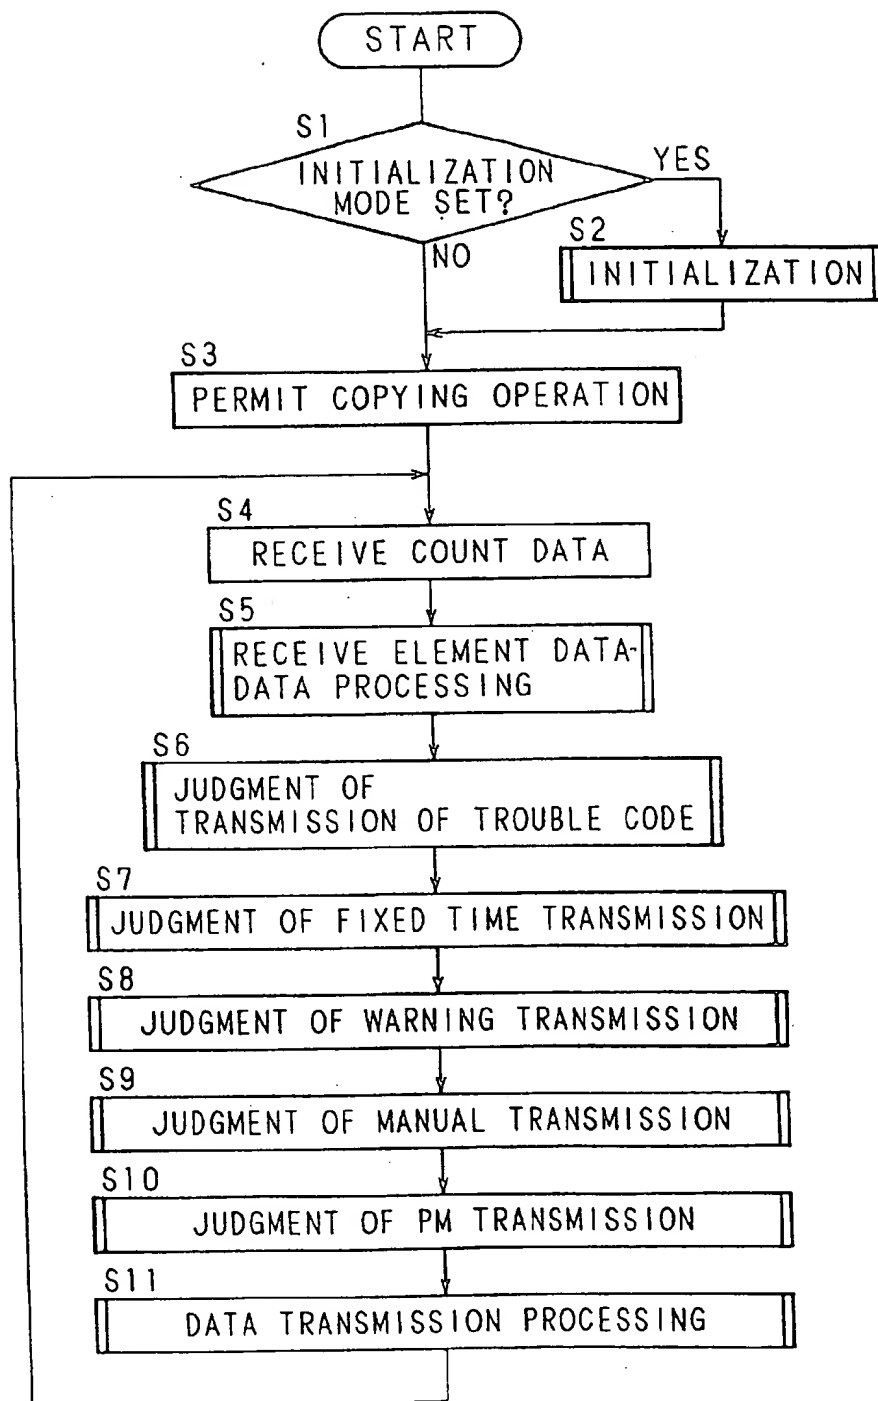 START
S1
INITIALIZATION
MODE SET?
YES
NO
S2
INITIALIZATION
S3
PERMIT COPYING OPERATION
S4
RECEIVE COUNT DATA
S5
RECEIVE ELEMENT DATA-
DATA PROCESSING
S6
JUDGMENT OF
TRANSMISSION OF TROUBLE CODE
S7
JUDGMENT OF FIXED TIME TRANSMISSION
S8
JUDGMENT OF WARNING TRANSMISSION
S9
JUDGMENT OF MANUAL TRANSMISSION
S10
JUDGMENT OF PM TRANSMISSION
S11
DATA TRANSMISSION PROCESSING